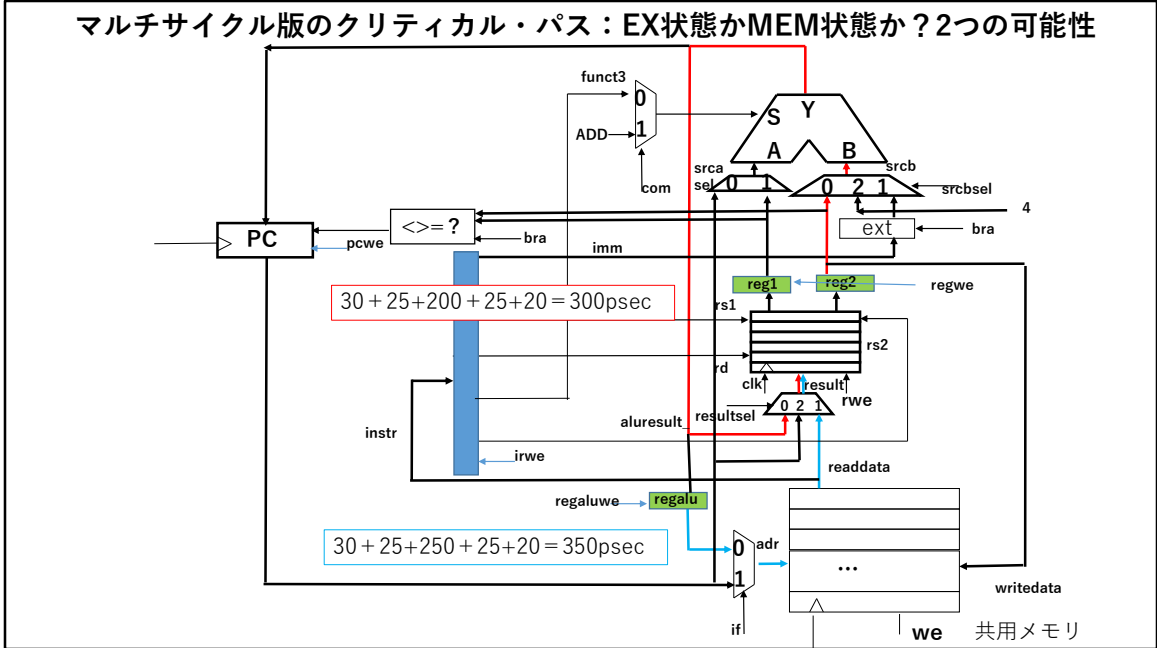 マルチサイクル版のクリティカル・パス：EX状態かMEM状態か？2つの可能性
funct3
0
1
ADD
com
S Y
A B
srca
sel
0 1
srcb
0 2 1
srcbsel
4
PC
pcwe
<>=？
bra
ext
bra
imm
reg1
reg2
regwe
30＋25+200＋25+20＝300psec
rs1
rs2
rd
clk
result
rwe
0 2 1
resultsel
aluresult_
instr
irwe
readdata
regaluwe
regalu
30＋25+250＋25+20＝350psec
0
1
adr
…
writedata
if
we
共用メモリ